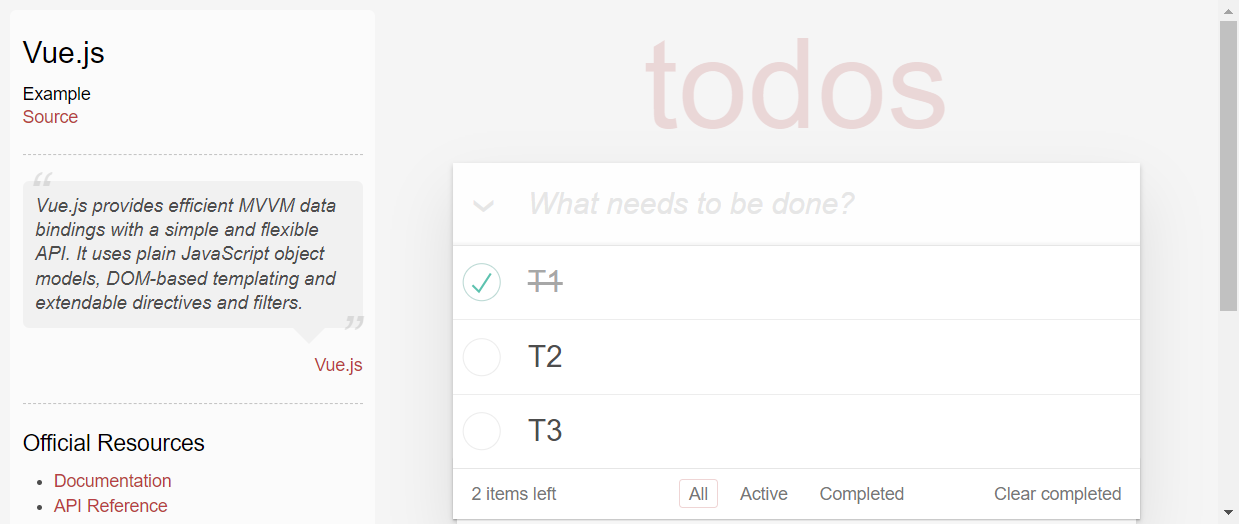 Vue.js
Example
Source
“
Vue.js provides efficient MVVM data
bindings with a simple and flexible
API. It uses plain JavaScript object
models, DOM-based templating and
extendable directives and filters.
”
Vue.js
Official Resources
• Documentation
• API Reference
todos
What needs to be done?
T1
T2
T3
2 items left All Active Completed Clear completed